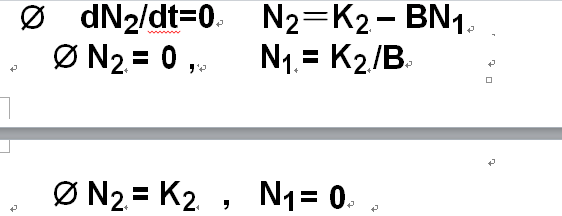 ∅ dN₂/dt=0 N₂=K₂ – BN₁
∅ N₂ = 0 , N₁ = K₂/B
∅ N₂ = K₂ , N₁ = 0